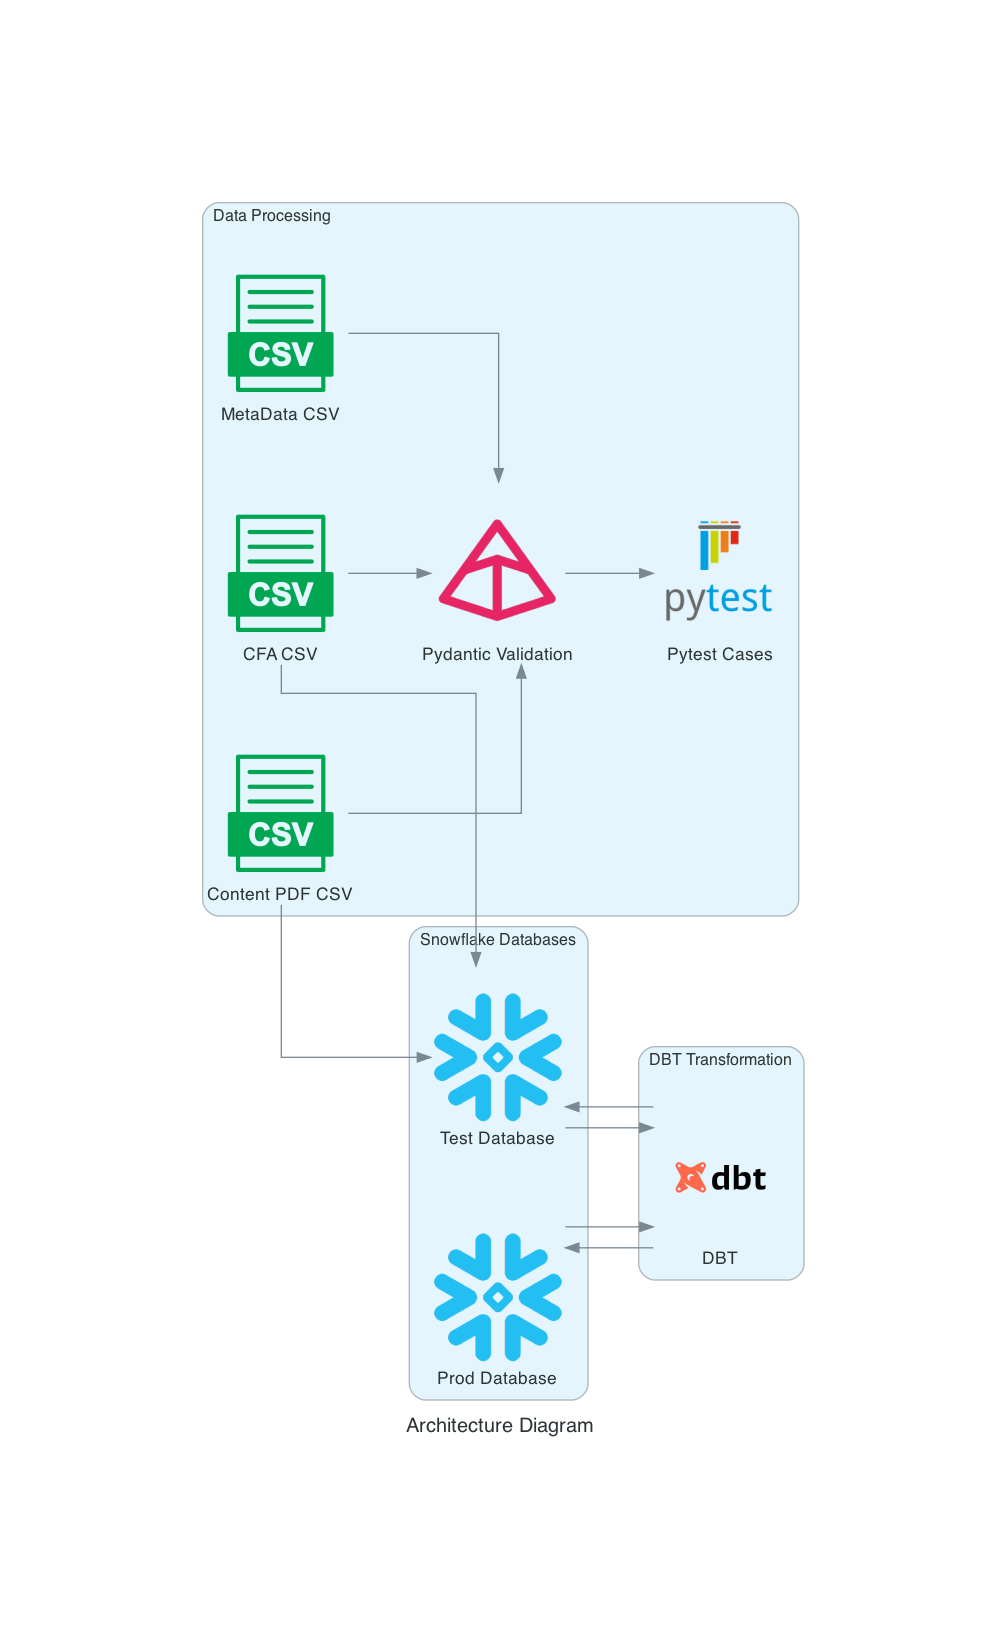 Data Processing
CSV
MetaData CSV
CSV
CFA CSV
Pydantic Validation
pytest
Pytest Cases
CSV
Content PDF CSV
Snowflake Databases
Test Database
DBT Transformation
dbt
DBT
Prod Database
Architecture Diagram